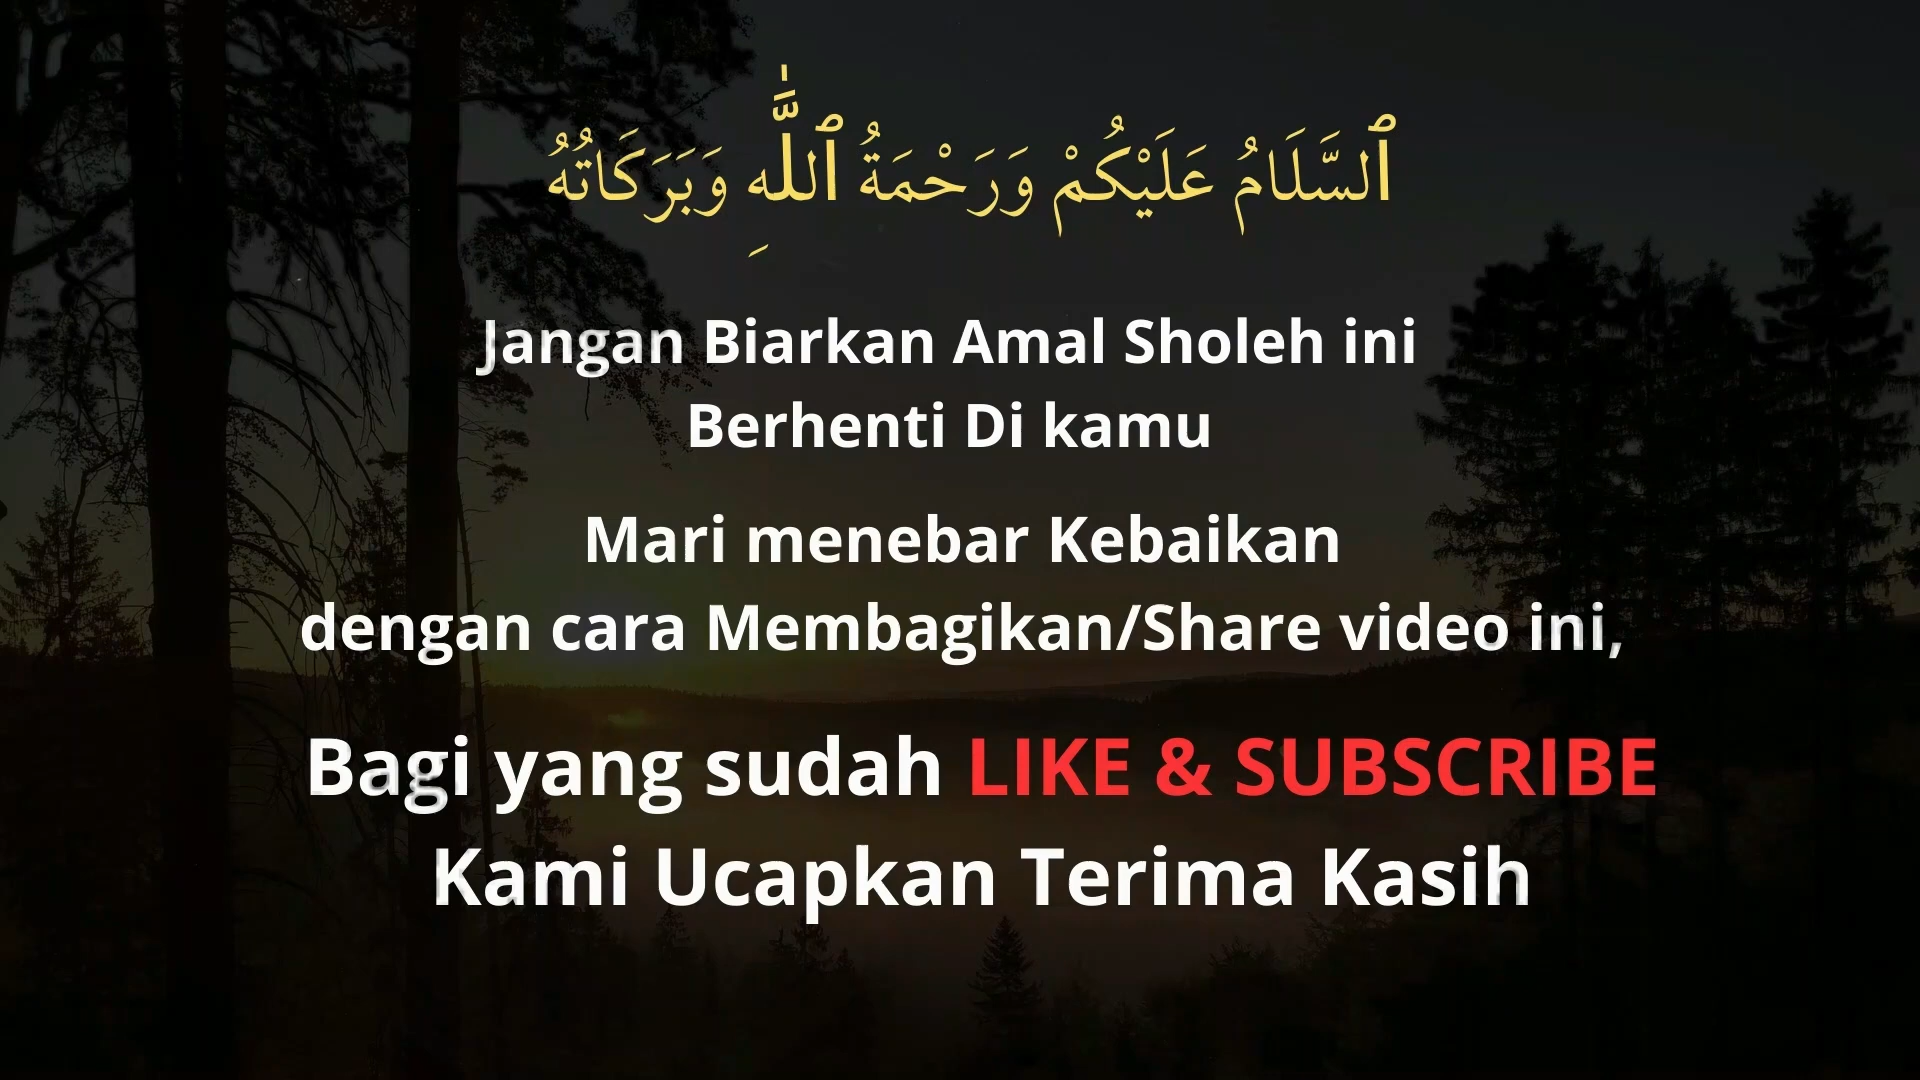 ٱلسَّلَامُ عَلَيْكُمْ وَرَحْمَةُ ٱللَّٰهِ وَبَرَكَاتُهُ
Jangan Biarkan Amal Sholeh ini
Berhenti Di kamu
Mari menebar Kebaikan
dengan cara Membagikan/Share video ini,
Bagi yang sudah LIKE & SUBSCRIBE
Kami Ucapkan Terima Kasih